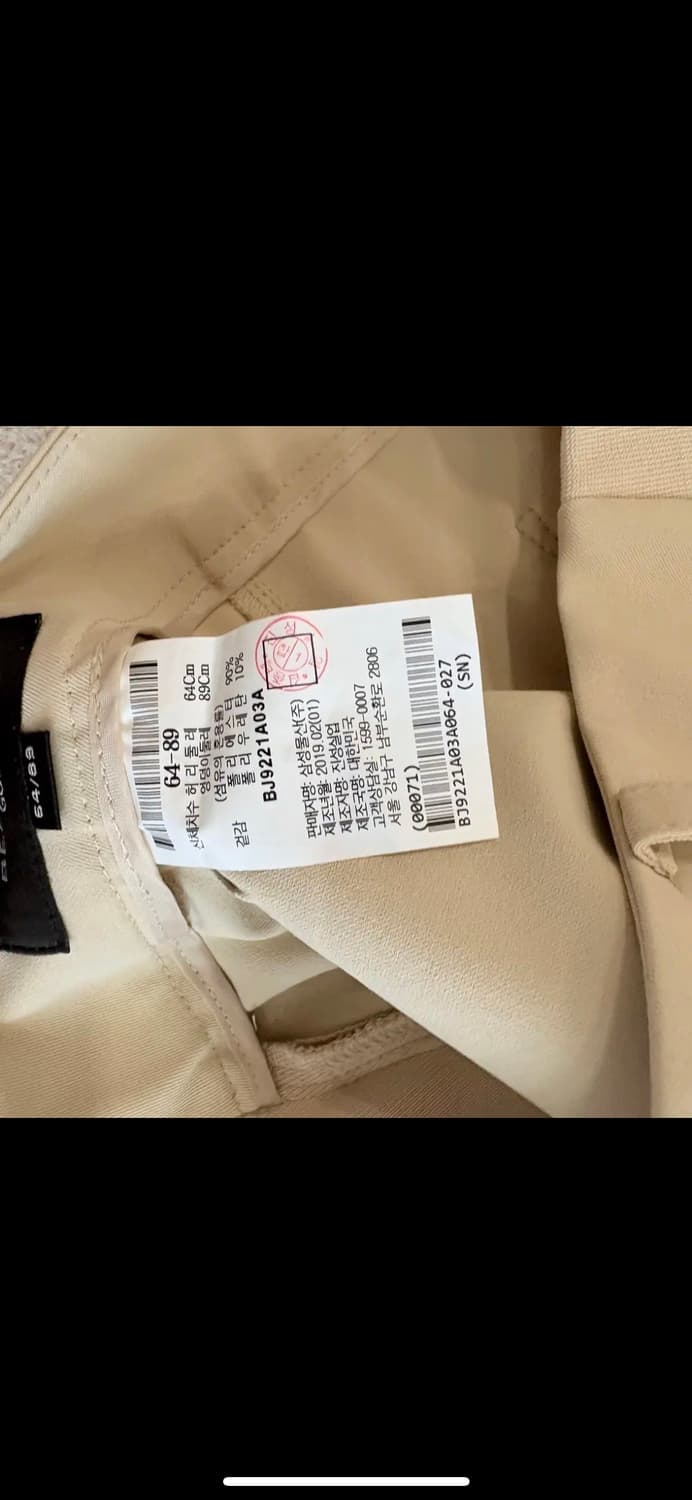 64-89
신체치수 허리둘레 64Cm
엉덩이둘레 89Cm
(섬유의 혼용률)
겉감 폴리에스터 90%
폴리우레탄 10%
BJ9221A03A
판매자명: 삼성물산(주)
제조년월: 2019.02(01)
제조자명: 진성실업
제조국명: 대한민국
고객상담실: 1599-0007
서울 강남구 남부순환로 2806
(00071)
BJ9221A03A064-027
(SN)
64/89